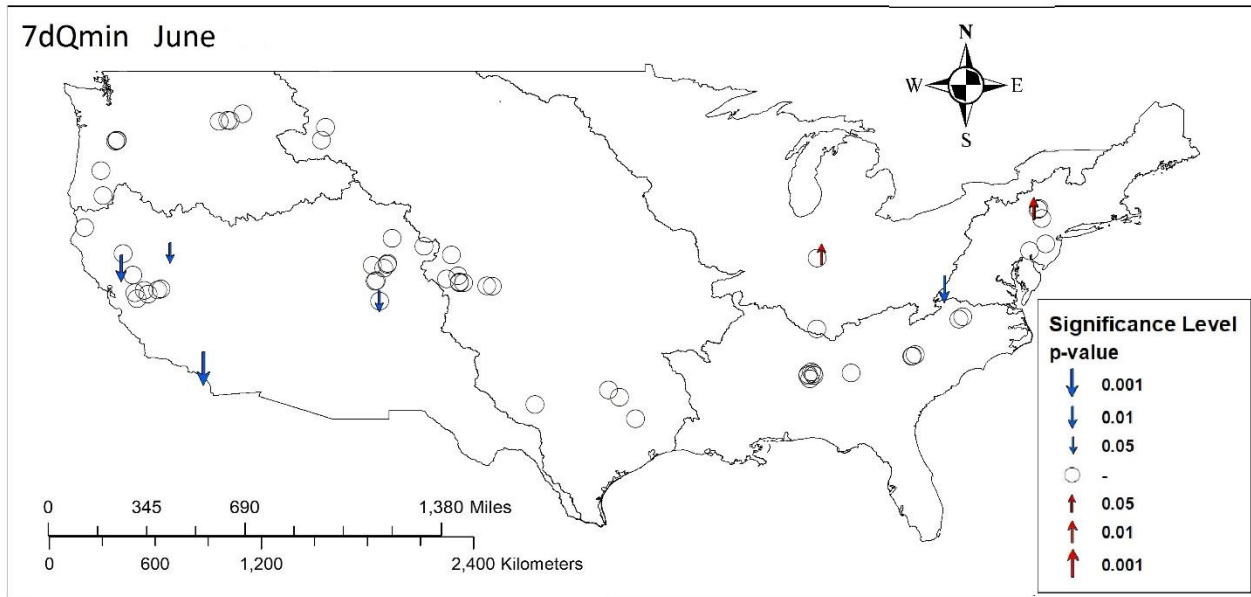 7dQmin June
N
W E
S
Significance Level
p-value
0.001
0.01
0.05
-
0.05
0.01
0.001
0 345 690 1,380 Miles
0 600 1,200 2,400 Kilometers